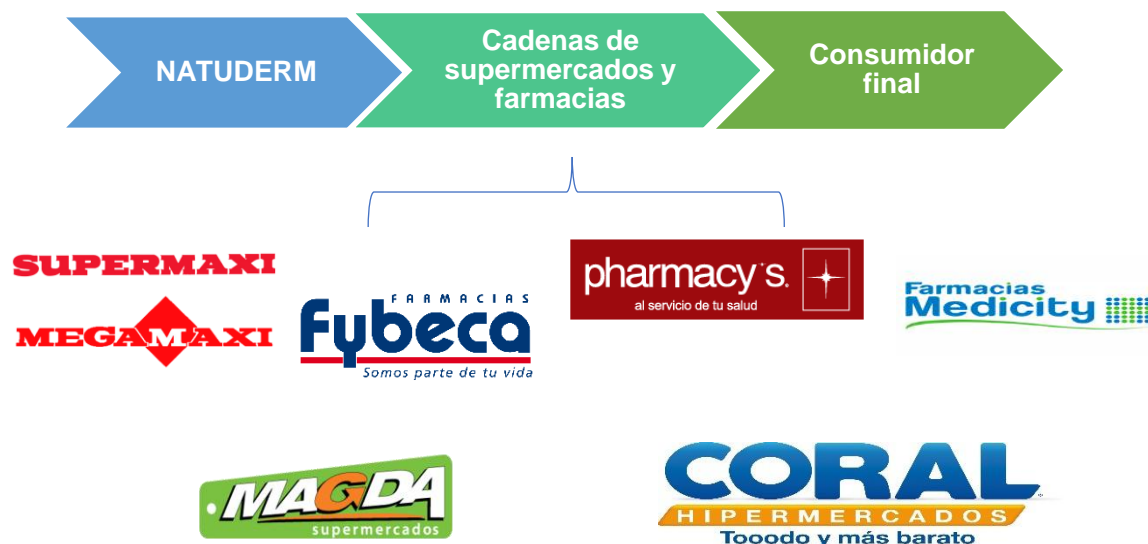 NATUDERM
Cadenas de
supermercados y
farmacias
Consumidor
final
SUPERMAXI
MEGAMAXI
FARMACIAS
Fybeca
Somos parte de tu vida
pharmacy's.
al servicio de tu salud
Farmacias
Medicity
MAGDA
supermercados
CORAL
HIPERMERCADOS
Tooodo y más barato